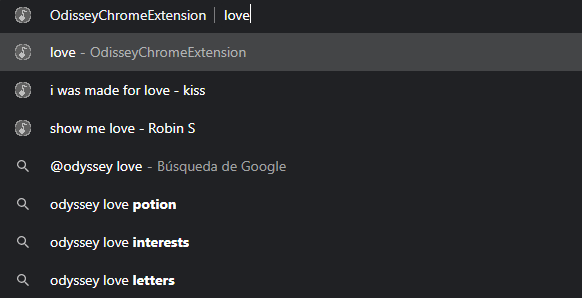 OdisseyChromeExtension | love
love - OdisseyChromeExtension
i was made for love - kiss
show me love - Robin S
@odyssey love - Búsqueda de Google
odyssey love potion
odyssey love interests
odyssey love letters